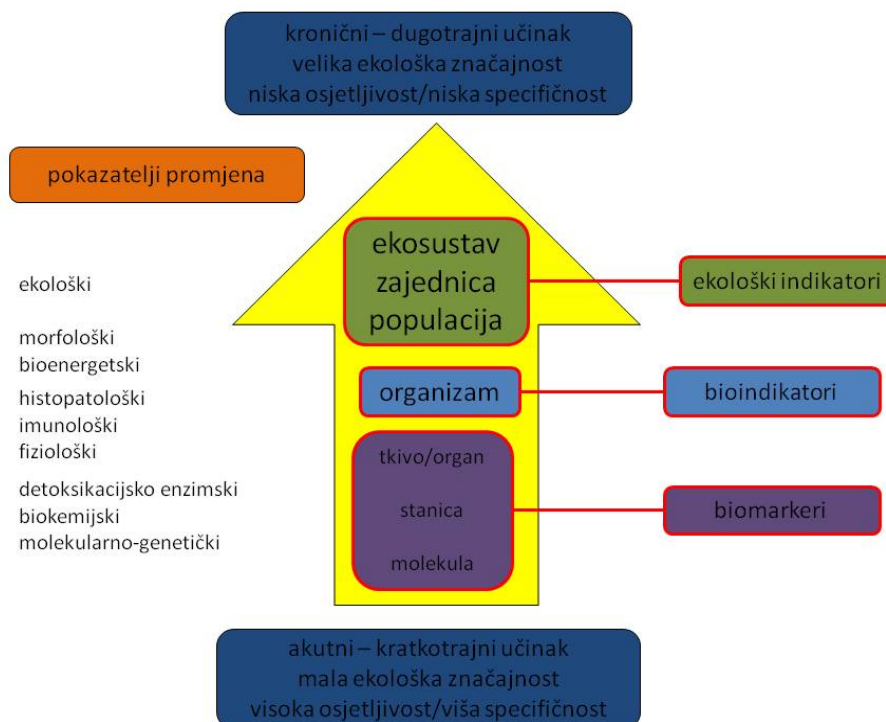 kronični – dugotrajni učinak
velika ekološka značajnost
niska osjetljivost/niska specifičnost
pokazatelji promjena
ekosustav
zajednica
populacija
ekološki indikatori
ekološki
morfološki
bioenergetski
histopatološki
imunološki
fiziološki
organizam
bioindikatori
tkivo/organ
stanica
molekula
biomarkeri
detoksikacijsko enzimski
biokemijski
molekularno-genetički
akutni – kratkotrajni učinak
mala ekološka značajnost
visoka osjetljivost/viša specifičnost